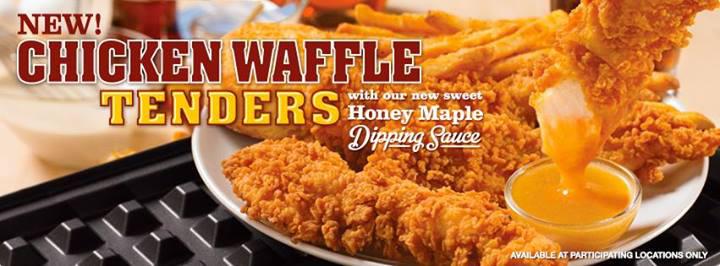 NEW!
CHICKEN WAFFLE
TENDERS
with our new sweet
Honey Maple
Dipping Sauce
AVAILABLE AT PARTICIPATING LOCATIONS ONLY